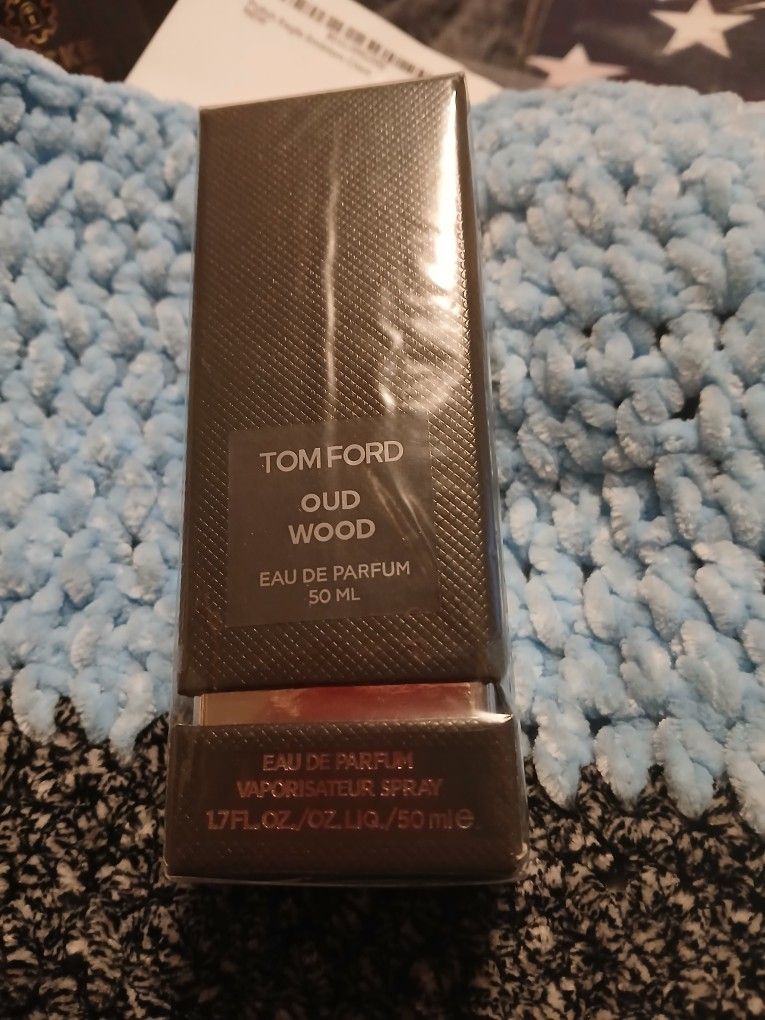 TOM FORD
OUD
WOOD
EAU DE PARFUM
50 ML
EAU DE PARFUM
VAPORISATEUR SPRAY
1.7 FL.OZ./OZ.LIQ./50 ml ℮